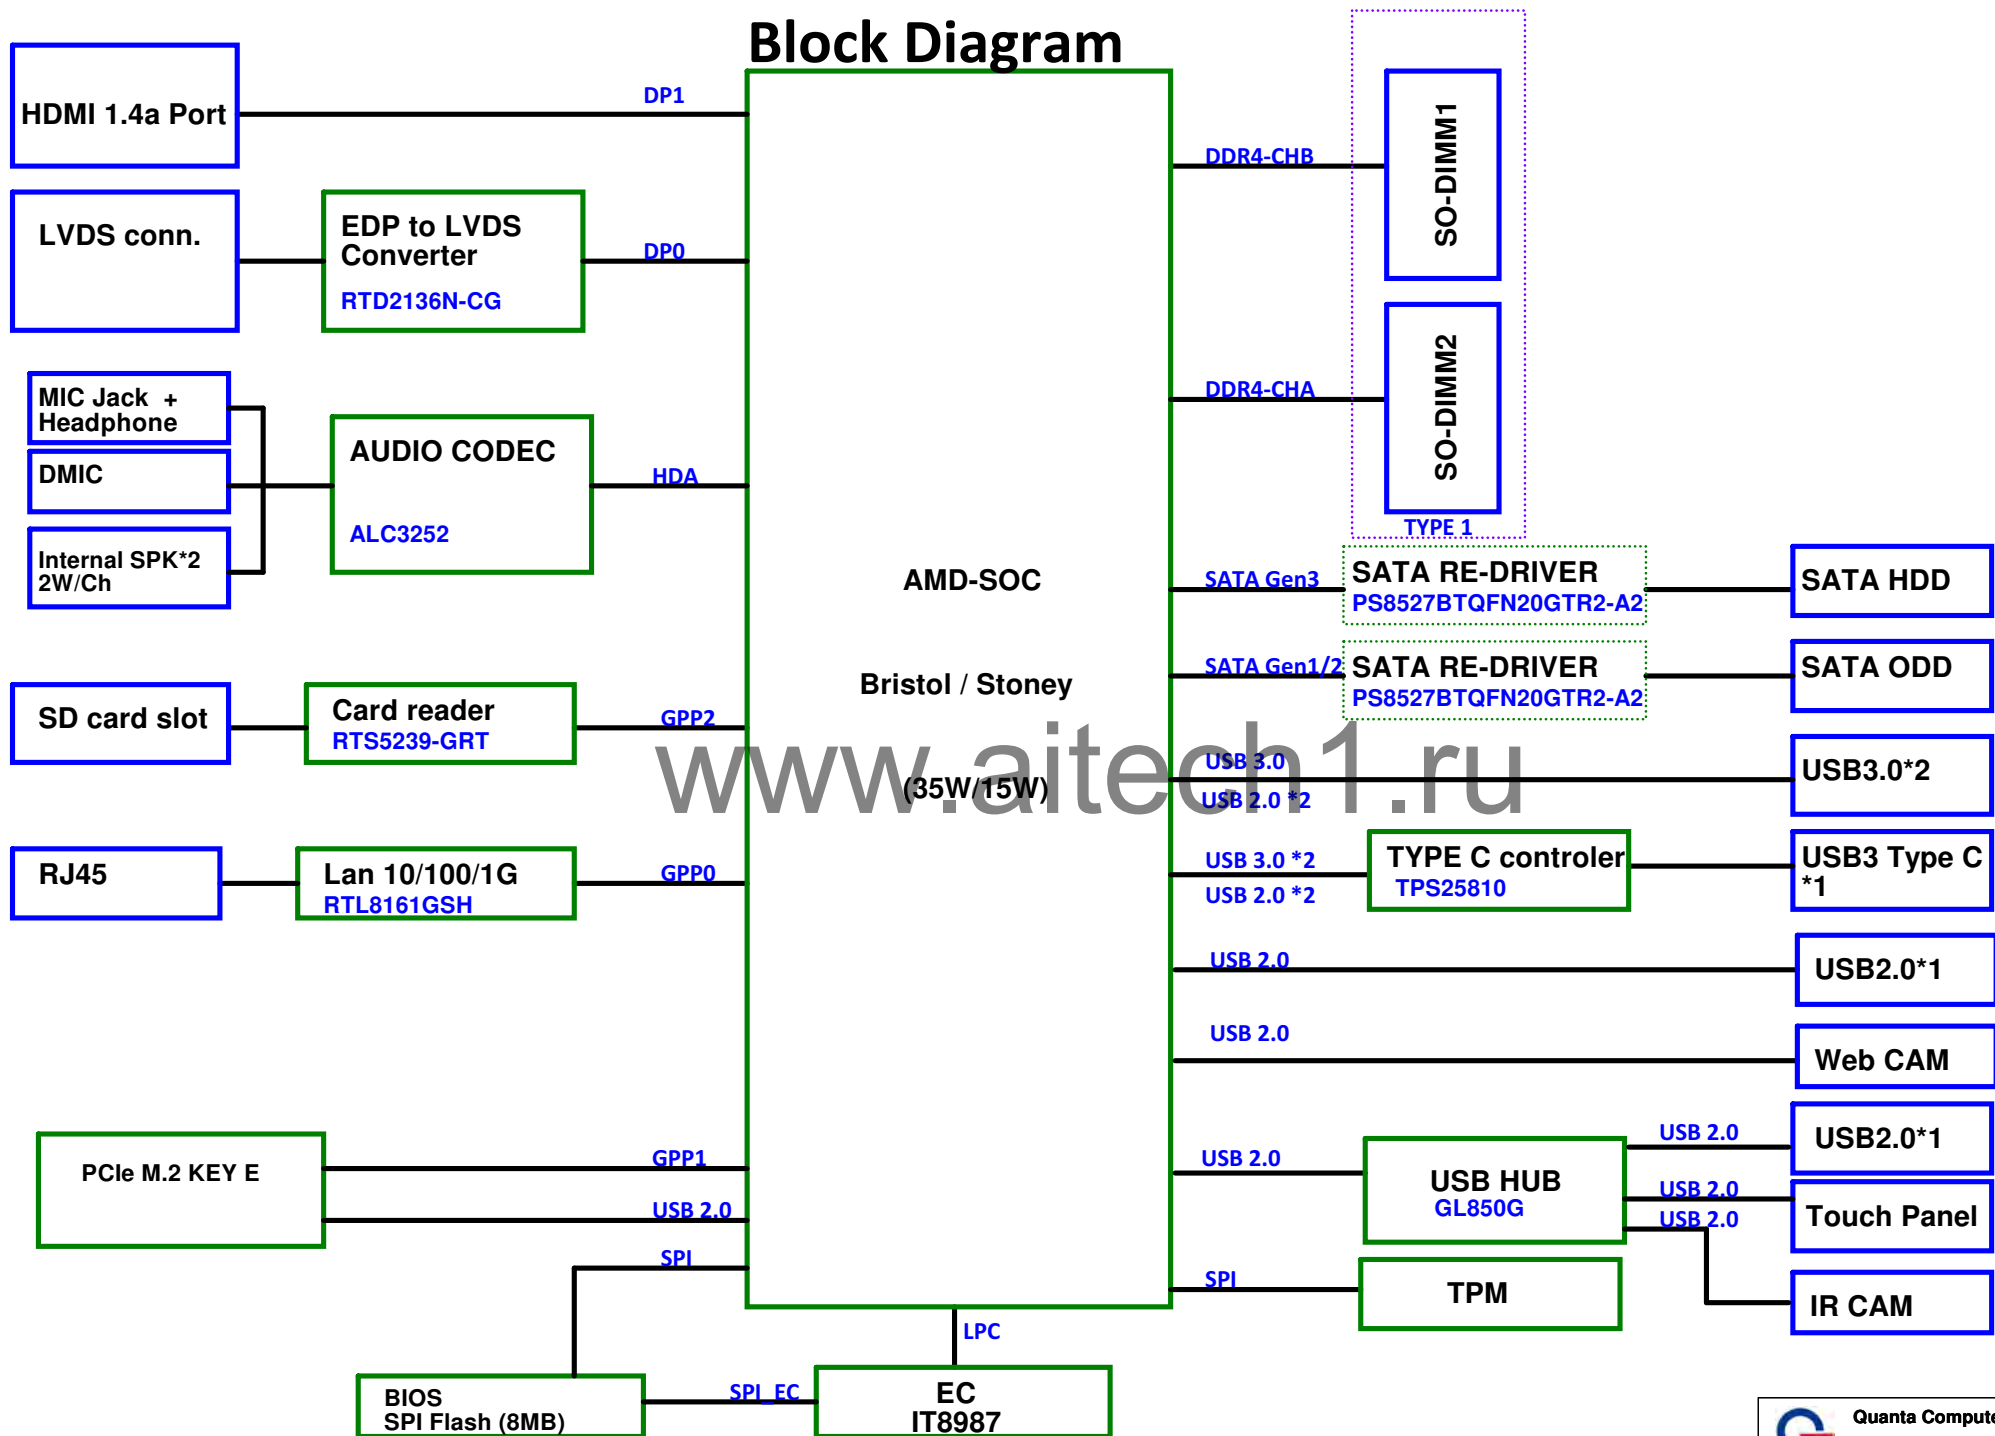 Block Diagram
HDMI 1.4a Port
DP1
LVDS conn.
EDP to LVDS
Converter
RTD2136N-CG
DP0
MIC Jack +
Headphone
DMIC
Internal SPK*2
2W/Ch
AUDIO CODEC
ALC3252
HDA
SD card slot
Card reader
RTS5239-GRT
GPP2
RJ45
Lan 10/100/1G
RTL8161GSH
GPP0
PCIe M.2 KEY E
GPP1
USB 2.0
SPI
BIOS
SPI Flash (8MB)
SPI_EC
EC
IT8987
LPC
AMD-SOC
Bristol / Stoney
(35W/15W)
www.aitech1.ru
DDR4-CHB
SO-DIMM1
DDR4-CHA
SO-DIMM2
TYPE 1
SATA Gen3
SATA RE-DRIVER
PS8527BTQFN20GTR2-A2
SATA HDD
SATA Gen1/2
SATA RE-DRIVER
PS8527BTQFN20GTR2-A2
SATA ODD
USB 3.0
USB 2.0 *2
USB3.0*2
USB 3.0 *2
USB 2.0 *2
TYPE C controler
TPS25810
USB3 Type C
*1
USB 2.0
USB2.0*1
USB 2.0
Web CAM
USB 2.0
USB HUB
GL850G
USB 2.0
USB2.0*1
USB 2.0
Touch Panel
USB 2.0
IR CAM
SPI
TPM
Quanta Compute